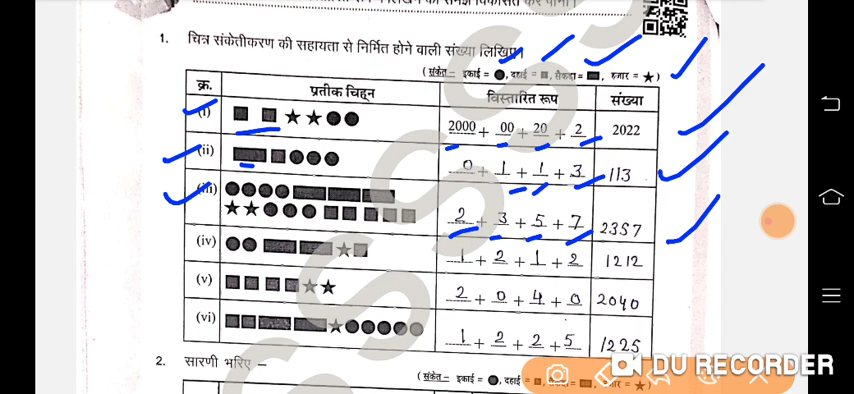 1. चित्र संकेतीकरण की सहायता से निर्मित होने वाली संख्या लिखिए।
( संकेत – इकाई = ●, दहाई = ■, सैकड़ा = ▬, हजार = ★ )
क्र. प्रतीक चिह्न विस्तारित रूप संख्या
(i) 2000 + 00 + 20 + 2 2022
(ii) 0 + 1 + 1 + 3 113
(iii) 2 + 3 + 5 + 7 2357
(iv) 1 + 2 + 1 + 2 1212
(v) 2 + 0 + 4 + 0 2040
(vi) 1 + 2 + 2 + 5 1225
2. सारणी भरिए –
( संकेत – इकाई = ●, दहाई = ■,
DU RECORDER